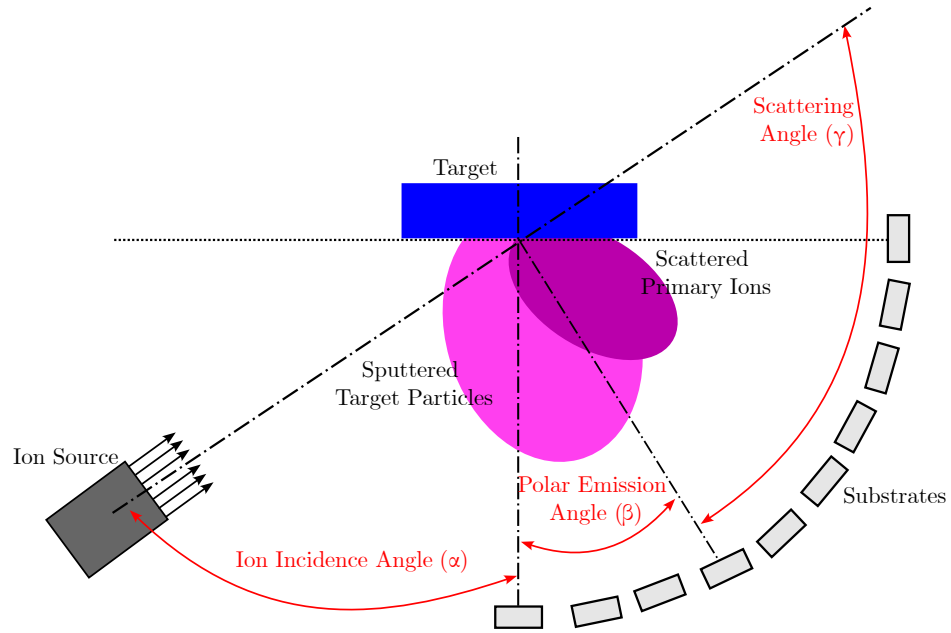 Scattering
Angle (γ)
Target
Scattered
Primary Ions
Sputtered
Target Particles
Ion Source
Polar Emission
Angle (β)
Substrates
Ion Incidence Angle (α)